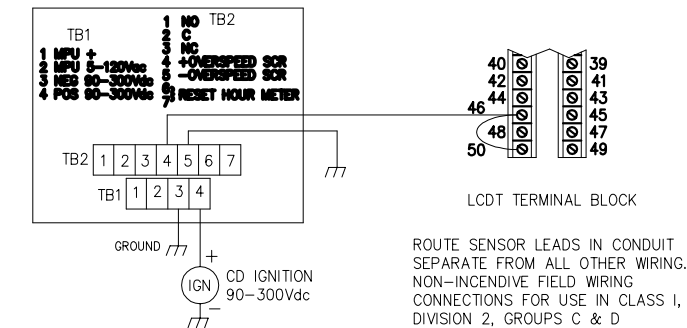 TB1
1 MPU +
2 MPU 5-120Vac
3 NEG 90-300Vdc
4 POS 90-300Vdc
TB2
1 NO
2 C
3 NC
4 +OVERSPEED SCR
5 -OVERSPEED SCR
6
7 } RESET HOUR METER
TB2 1 2 3 4 5 6 7
TB1 1 2 3 4
GROUND
+
IGN
CD IGNITION
90-300Vdc
-
40 39
42 41
44 43
46 45
48 47
50 49
LCDT TERMINAL BLOCK
ROUTE SENSOR LEADS IN CONDUIT
SEPARATE FROM ALL OTHER WIRING.
NON-INCENDIVE FIELD WIRING
CONNECTIONS FOR USE IN CLASS I,
DIVISION 2, GROUPS C & D